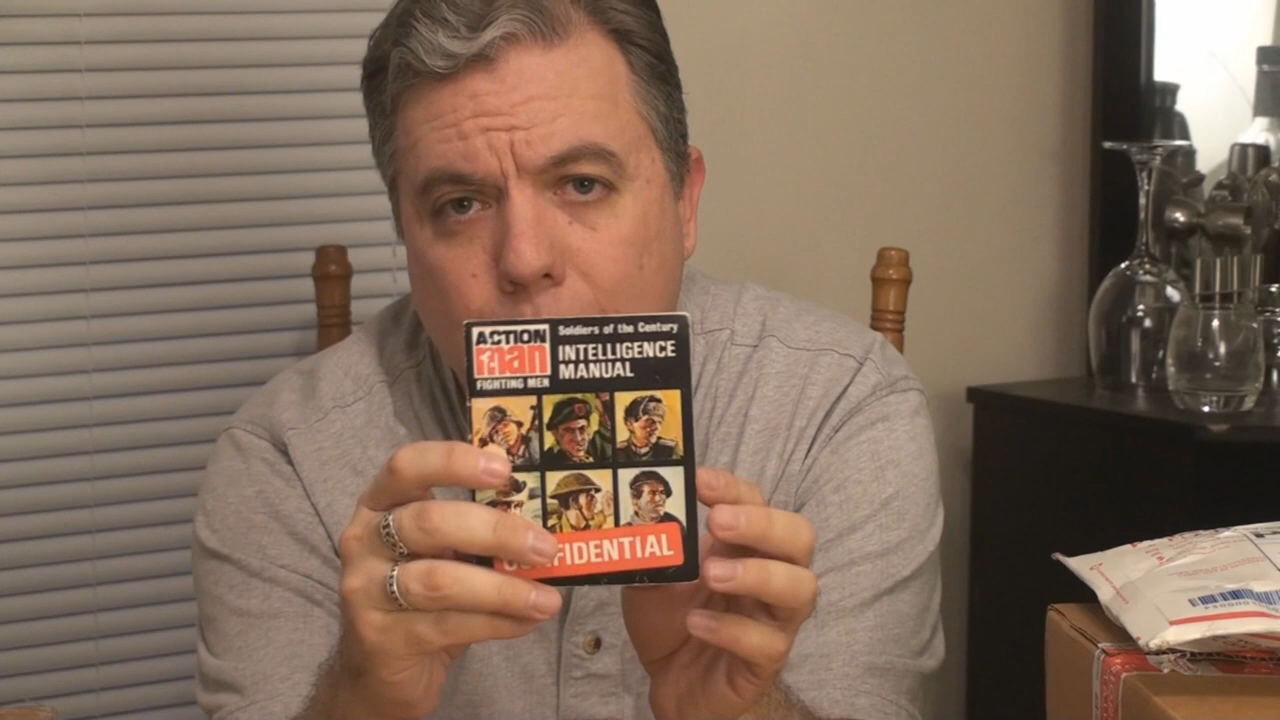 ACTION
man
FIGHTING MEN
Soldiers of the Century
INTELLIGENCE
MANUAL
FIDENTIAL